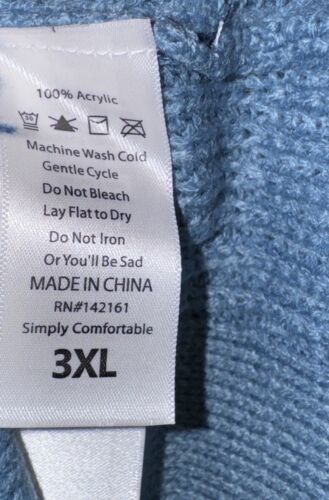 100% Acrylic
30
Machine Wash Cold
Gentle Cycle
Do Not Bleach
Lay Flat to Dry
Do Not Iron
Or You'll Be Sad
MADE IN CHINA
RN#142161
Simply Comfortable
3XL